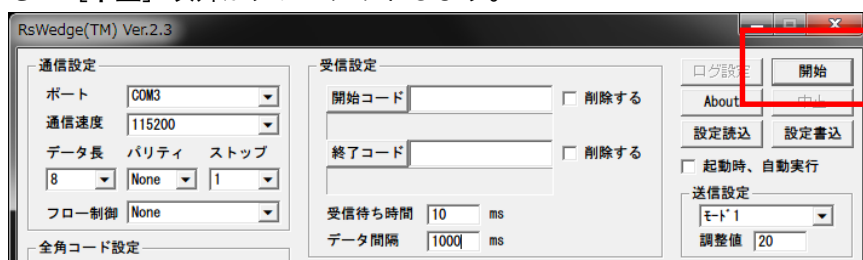 RsWedge(TM) Ver.2.3
通信設定
ポート COM3
通信速度 115200
データ長 パリティ ストップ
8 None 1
フロー制御 None
全角コード設定
受信設定
開始コード 削除する
終了コード 削除する
受信待ち時間 10 ms
データ間隔 1000 ms
ログ設定 開始
About 中止
設定読込 設定書込
起動時、自動実行
送信設定
ﾓｰﾄﾞ1
調整値 20